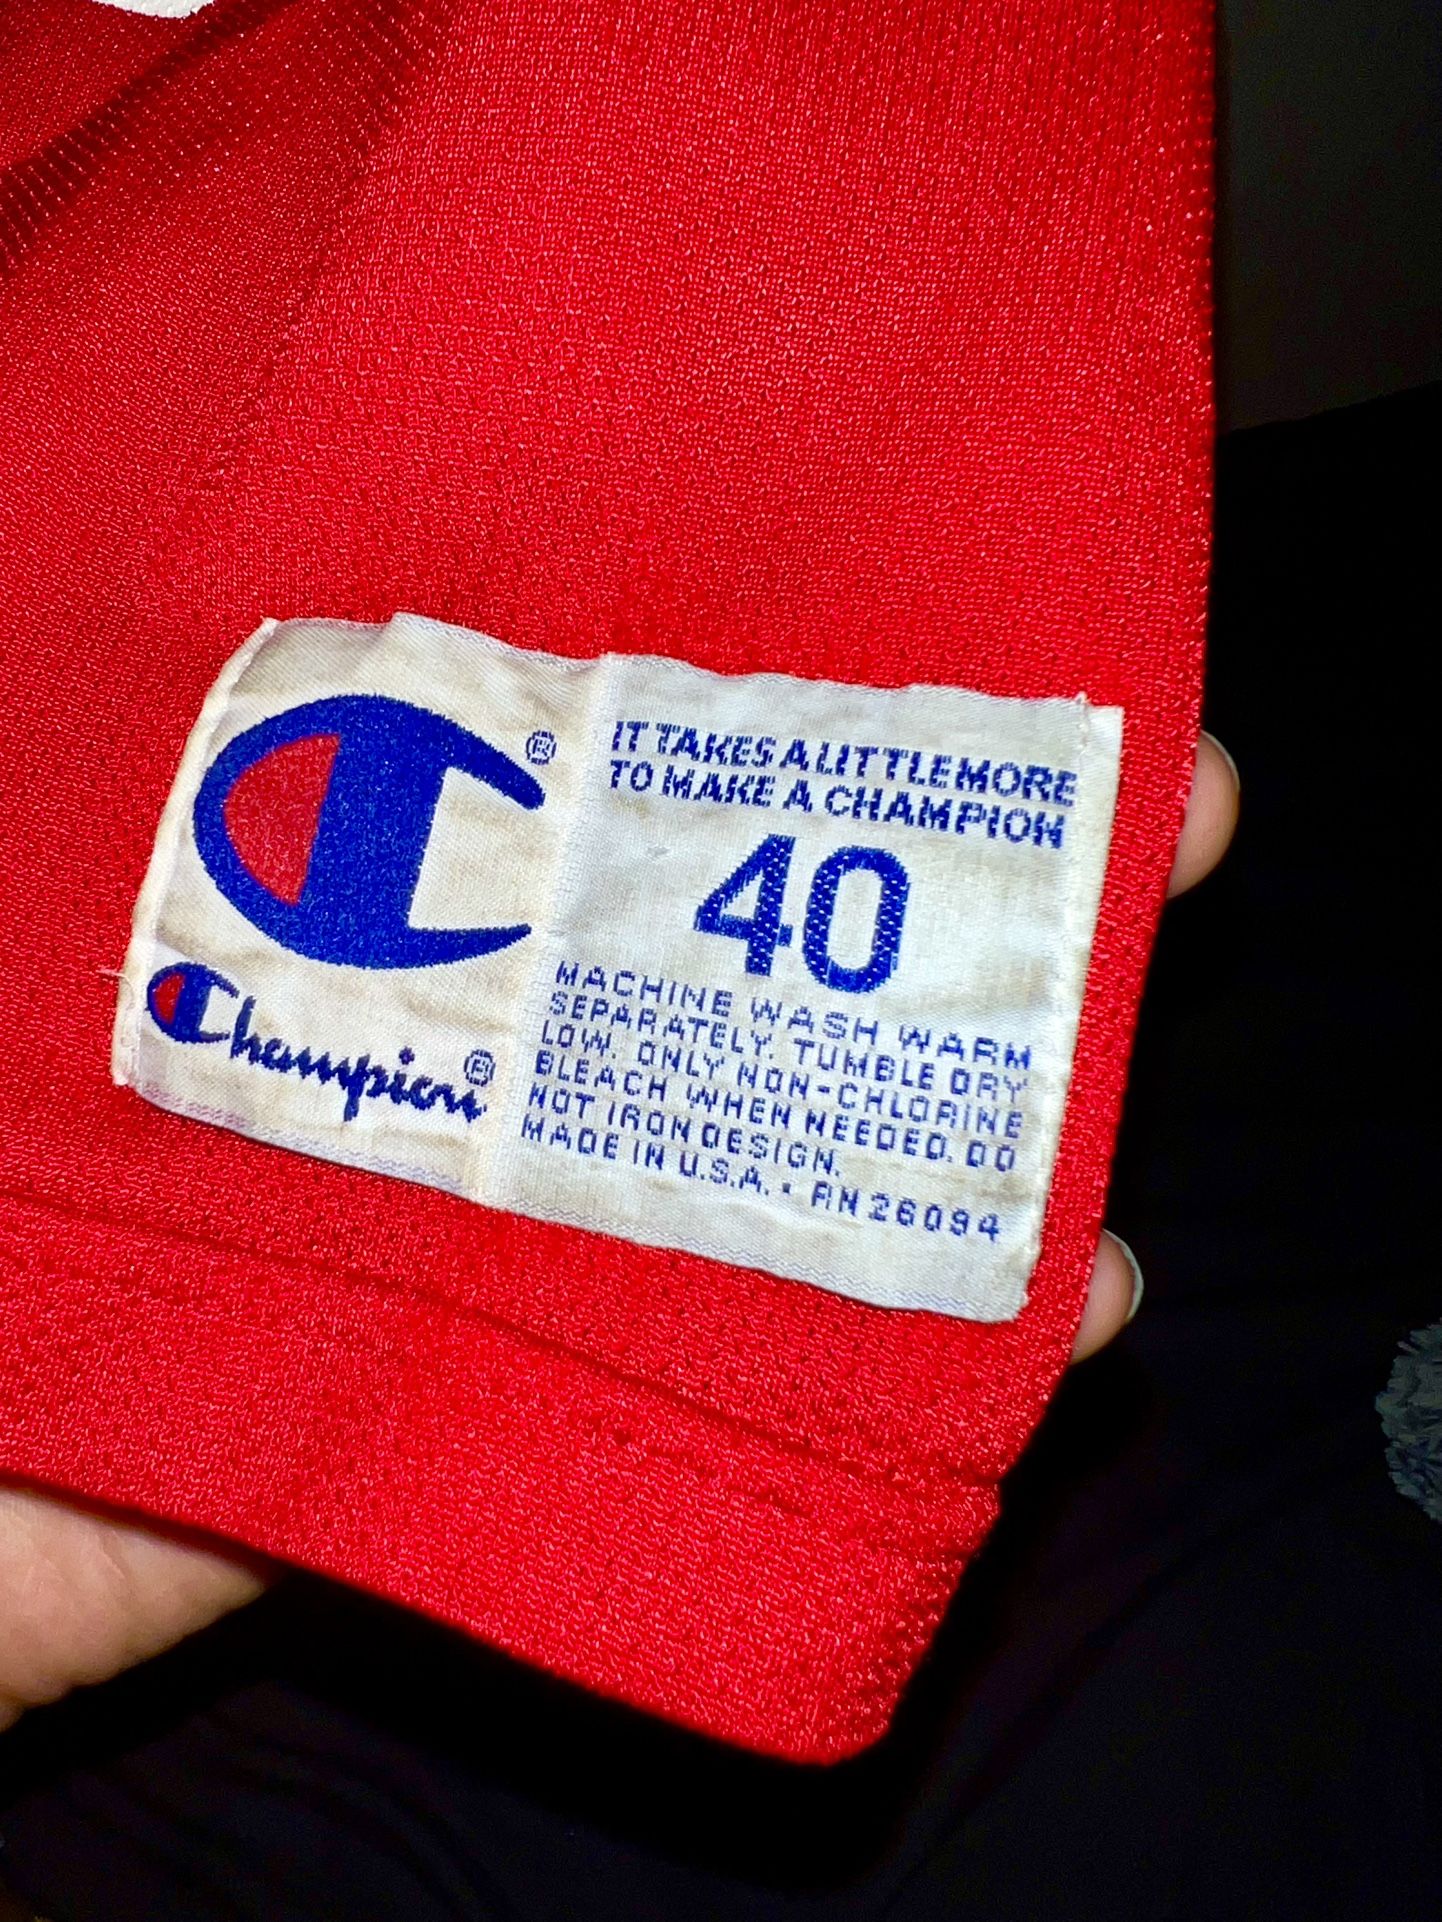 ®
Champion®
IT TAKES A LITTLE MORE
TO MAKE A CHAMPION
40
MACHINE WASH WARM
SEPARATELY. TUMBLE DRY
LOW. ONLY NON-CHLORINE
BLEACH WHEN NEEDED. DO
NOT IRON DESIGN.
MADE IN U.S.A. • RN 26094